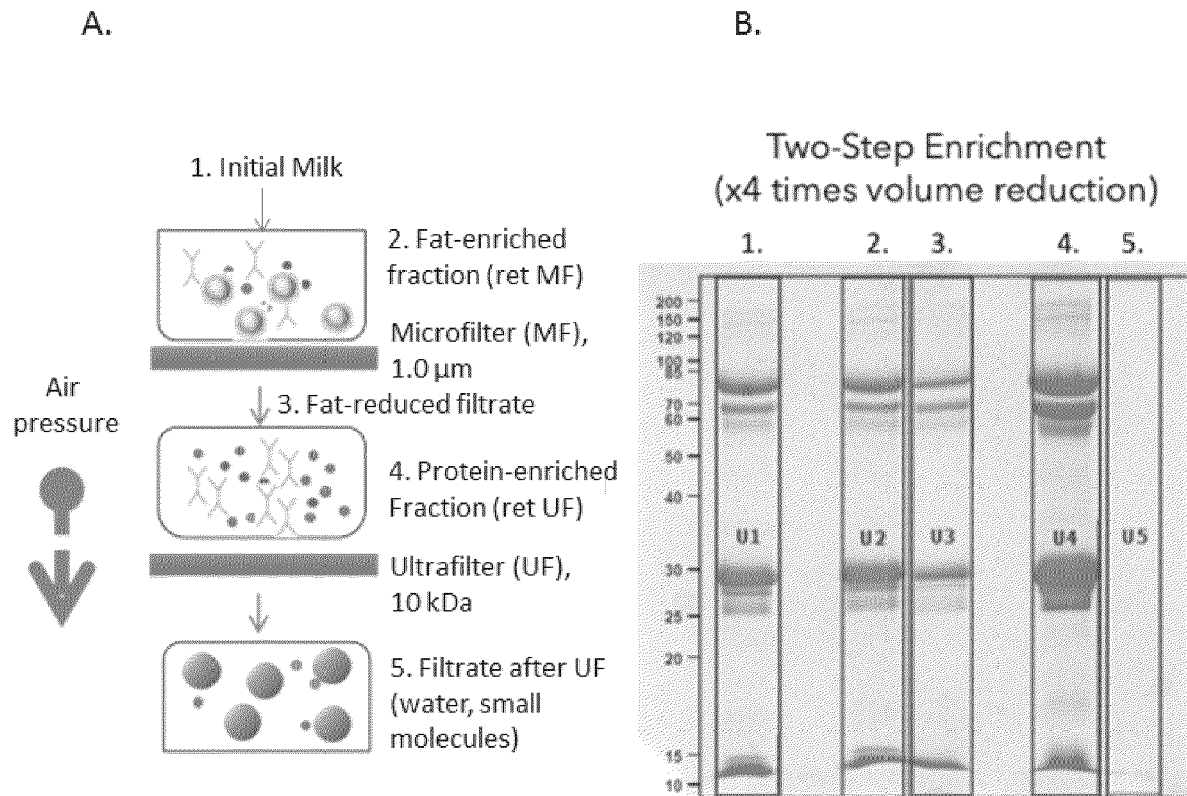 A.
1. Initial Milk
2. Fat-enriched
fraction (ret MF)
Microfilter (MF),
1.0 µm
Air
pressure
3. Fat-reduced filtrate
4. Protein-enriched
Fraction (ret UF)
Ultrafilter (UF),
10 kDa
5. Filtrate after UF
(water, small
molecules)
B.
Two-Step Enrichment
(x4 times volume reduction)
1. 2. 3. 4. 5.
200
150
120
100
85
70
60
50
40
U1 U2 U3 U4 U5
30
25
20
15
10